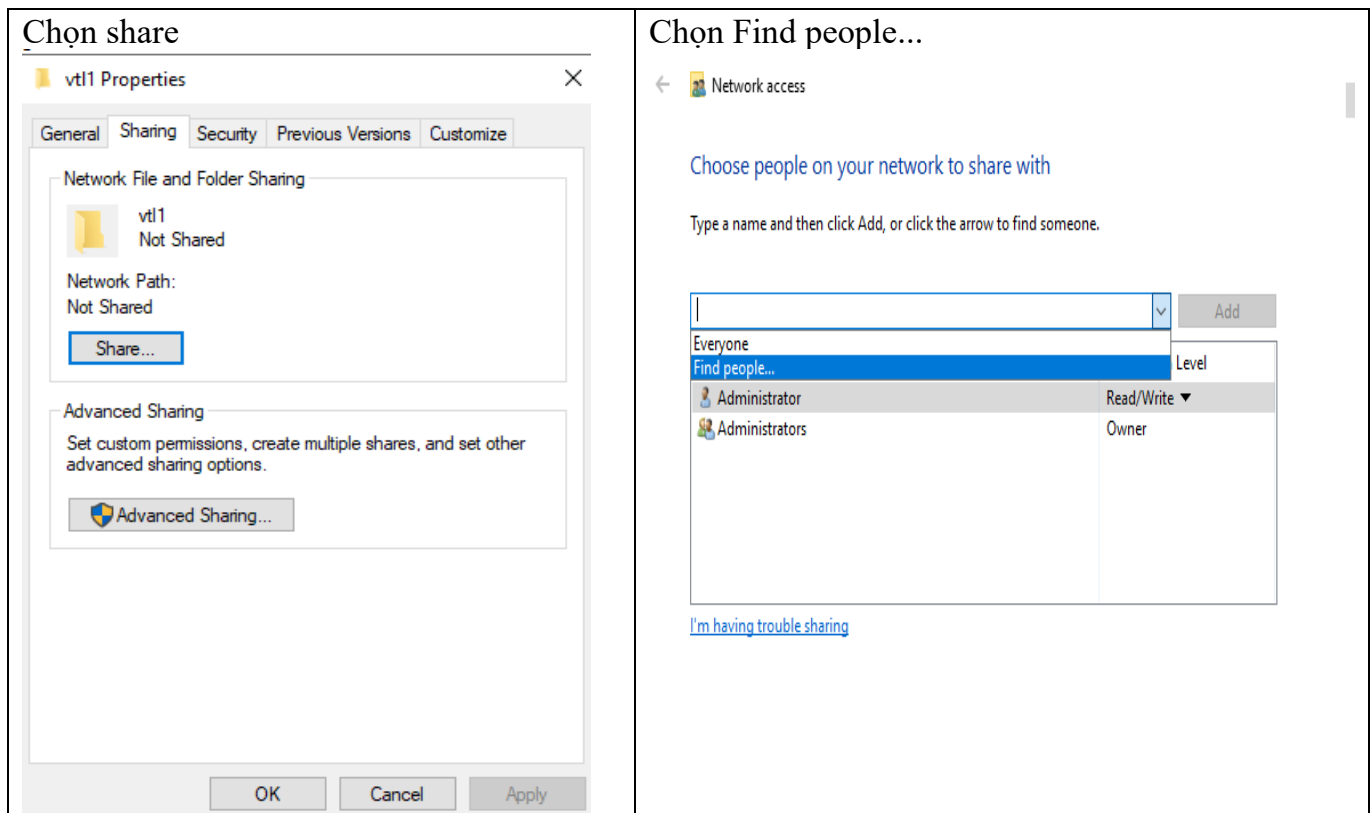 Chọn share
vtl1 Properties
General Sharing Security Previous Versions Customize
Network File and Folder Sharing
vtl1
Not Shared
Network Path:
Not Shared
Share...
Advanced Sharing
Set custom permissions, create multiple shares, and set other
advanced sharing options.
Advanced Sharing...
OK Cancel Apply
Chọn Find people...
Network access
Choose people on your network to share with
Type a name and then click Add, or click the arrow to find someone.
Add
Everyone
Find people...
Level
Administrator Read/Write
Administrators Owner
I'm having trouble sharing